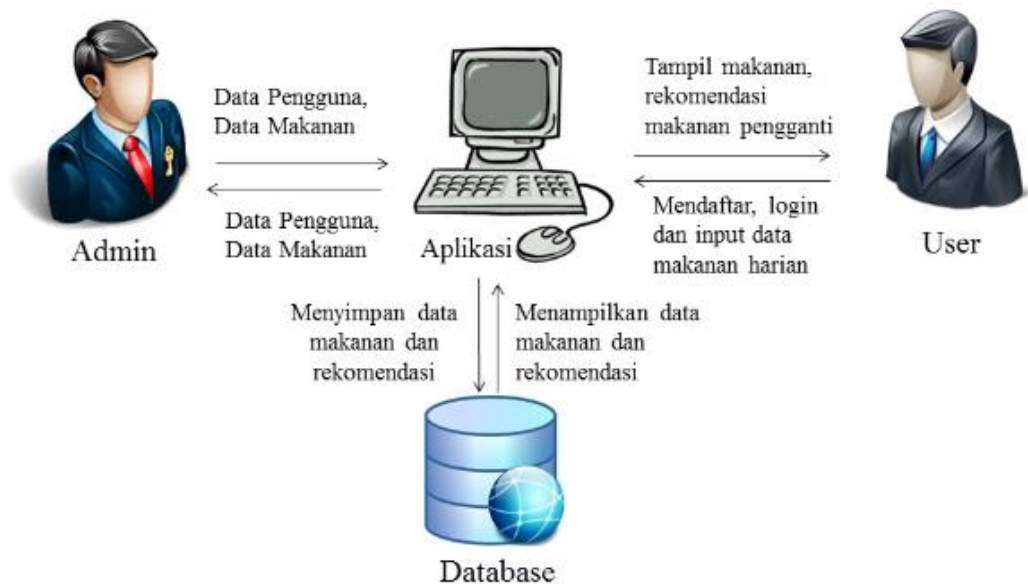 Data Pengguna,
Data Makanan
Data Pengguna,
Data Makanan
Admin
Aplikasi
Tampil makanan,
rekomendasi
makanan pengganti
Mendaftar, login
dan input data
makanan harian
User
Menyimpan data
makanan dan
rekomendasi
Menampilkan data
makanan dan
rekomendasi
Database